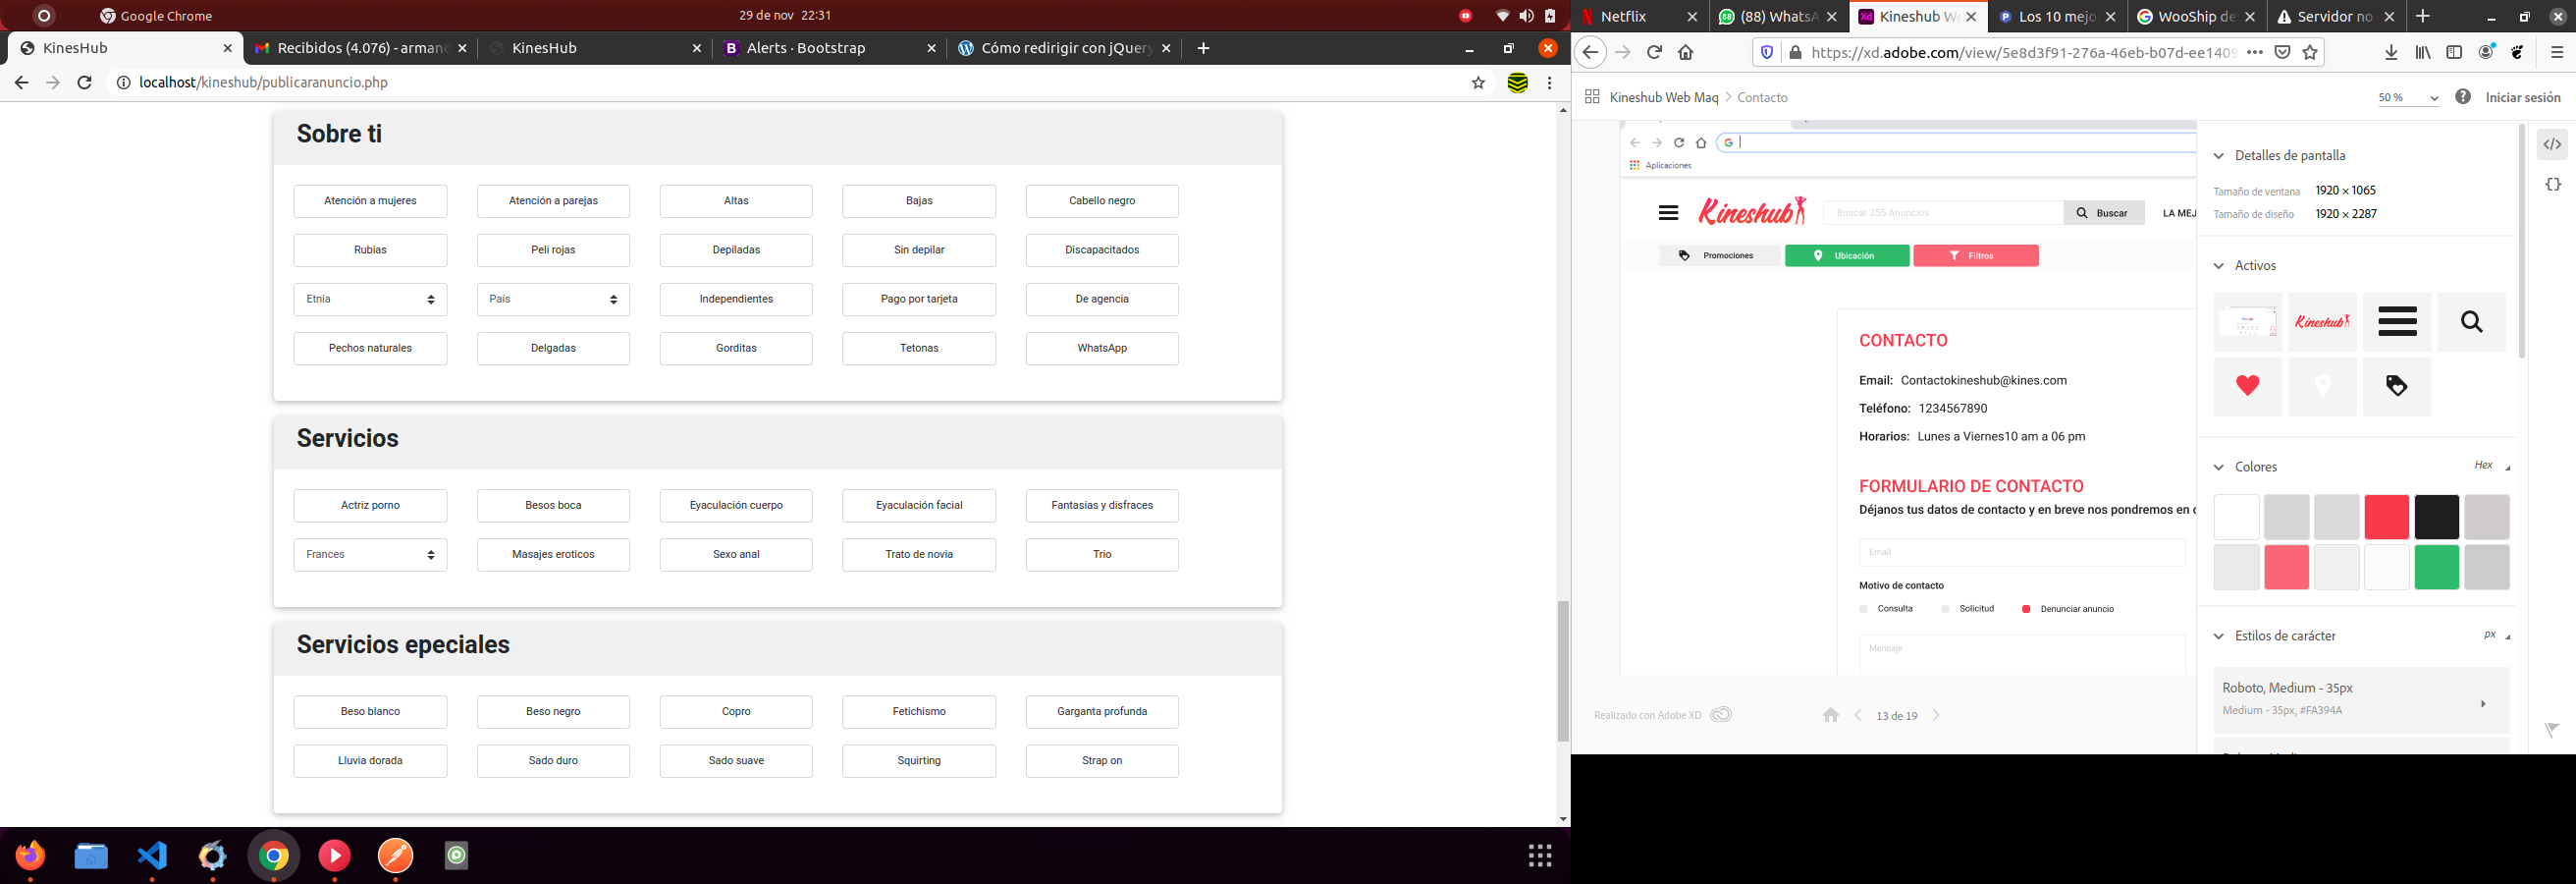 Google Chrome
29 de nov 22:31
KinesHub
Recibidos (4.076) - armand
KinesHub
Alerts · Bootstrap
Cómo redirigir con jQuery
localhost/kineshub/publicaranuncio.php
Sobre ti
Atención a mujeres
Atención a parejas
Altas
Bajas
Cabello negro
Rubias
Peli rojas
Depiladas
Sin depilar
Discapacitados
Etnia
País
Independientes
Pago por tarjeta
De agencia
Pechos naturales
Delgadas
Gorditas
Tetonas
WhatsApp
Servicios
Actriz porno
Besos boca
Eyaculación cuerpo
Eyaculación facial
Fantasías y disfraces
Frances
Masajes eroticos
Sexo anal
Trato de novia
Trio
Servicios epeciales
Beso blanco
Beso negro
Copro
Fetichismo
Garganta profunda
Lluvia dorada
Sado duro
Sado suave
Squirting
Strap on
Netflix
(88) WhatsA
Kineshub We
Los 10 mejo
WooShip de
Servidor no
https://xd.adobe.com/view/5e8d3f91-276a-46eb-b07d-ee1409
Kineshub Web Maq > Contacto
50 %
Iniciar sesión
Aplicaciones
Kineshub
Buscar 355 Anuncios
Buscar
LA MEJ
Promociones
Ubicación
Filtros
CONTACTO
Email: Contactokineshub@kines.com
Teléfono: 1234567890
Horarios: Lunes a Viernes10 am a 06 pm
FORMULARIO DE CONTACTO
Déjanos tus datos de contacto y en breve nos pondremos en c
Email
Motivo de contacto
Consulta
Solicitud
Denunciar anuncio
Mensaje
Realizado con Adobe XD
13 de 19
Detalles de pantalla
Tamaño de ventana 1920 × 1065
Tamaño de diseño 1920 × 2287
Activos
Kineshub
Colores
Hex
Estilos de carácter
px
Roboto, Medium - 35px
Medium - 35px, #FA394A